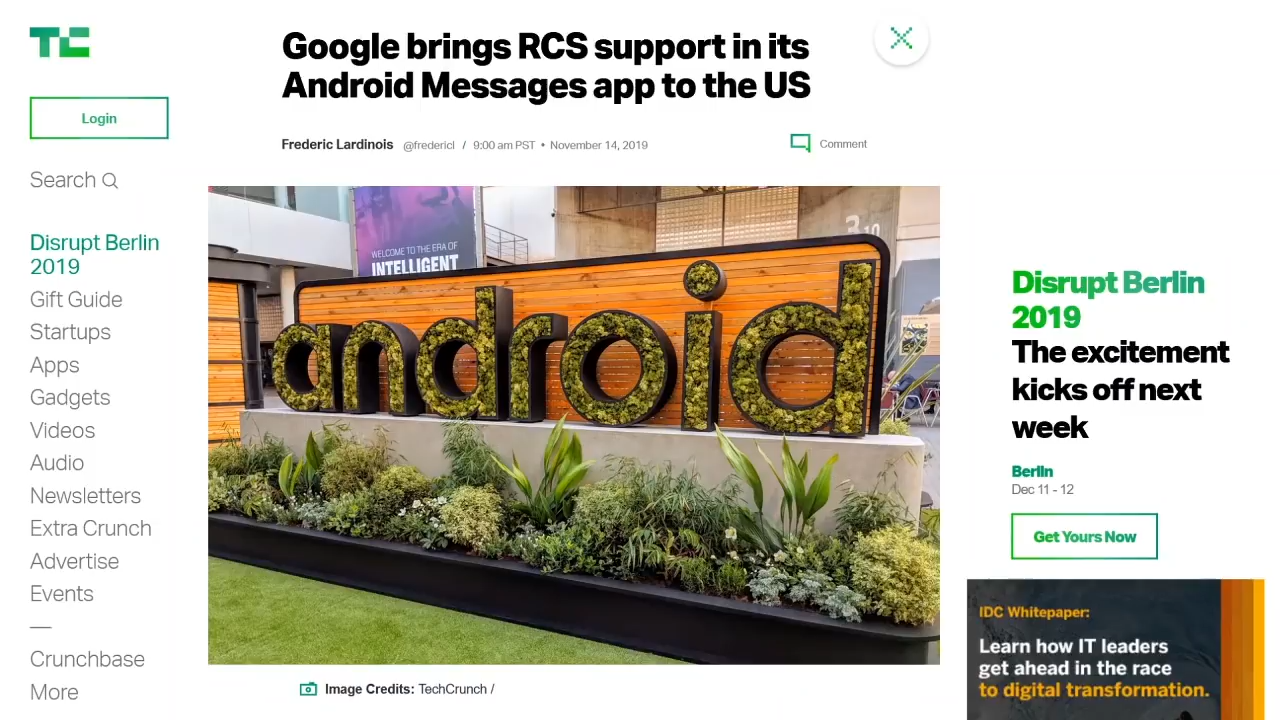 TC
Login
Search
Disrupt Berlin
2019
Gift Guide
Startups
Apps
Gadgets
Videos
Audio
Newsletters
Extra Crunch
Advertise
Events
—
Crunchbase
More
Google brings RCS support in its
Android Messages app to the US
Frederic Lardinois @fredericl / 9:00 am PST • November 14, 2019
Comment
WELCOME TO THE ERA OF
INTELLIGENT
3.10
android
Image Credits: TechCrunch /
Disrupt Berlin
2019
The excitement
kicks off next
week
Berlin
Dec 11 - 12
Get Yours Now
IDC Whitepaper:
Learn how IT leaders
get ahead in the race
to digital transformation.